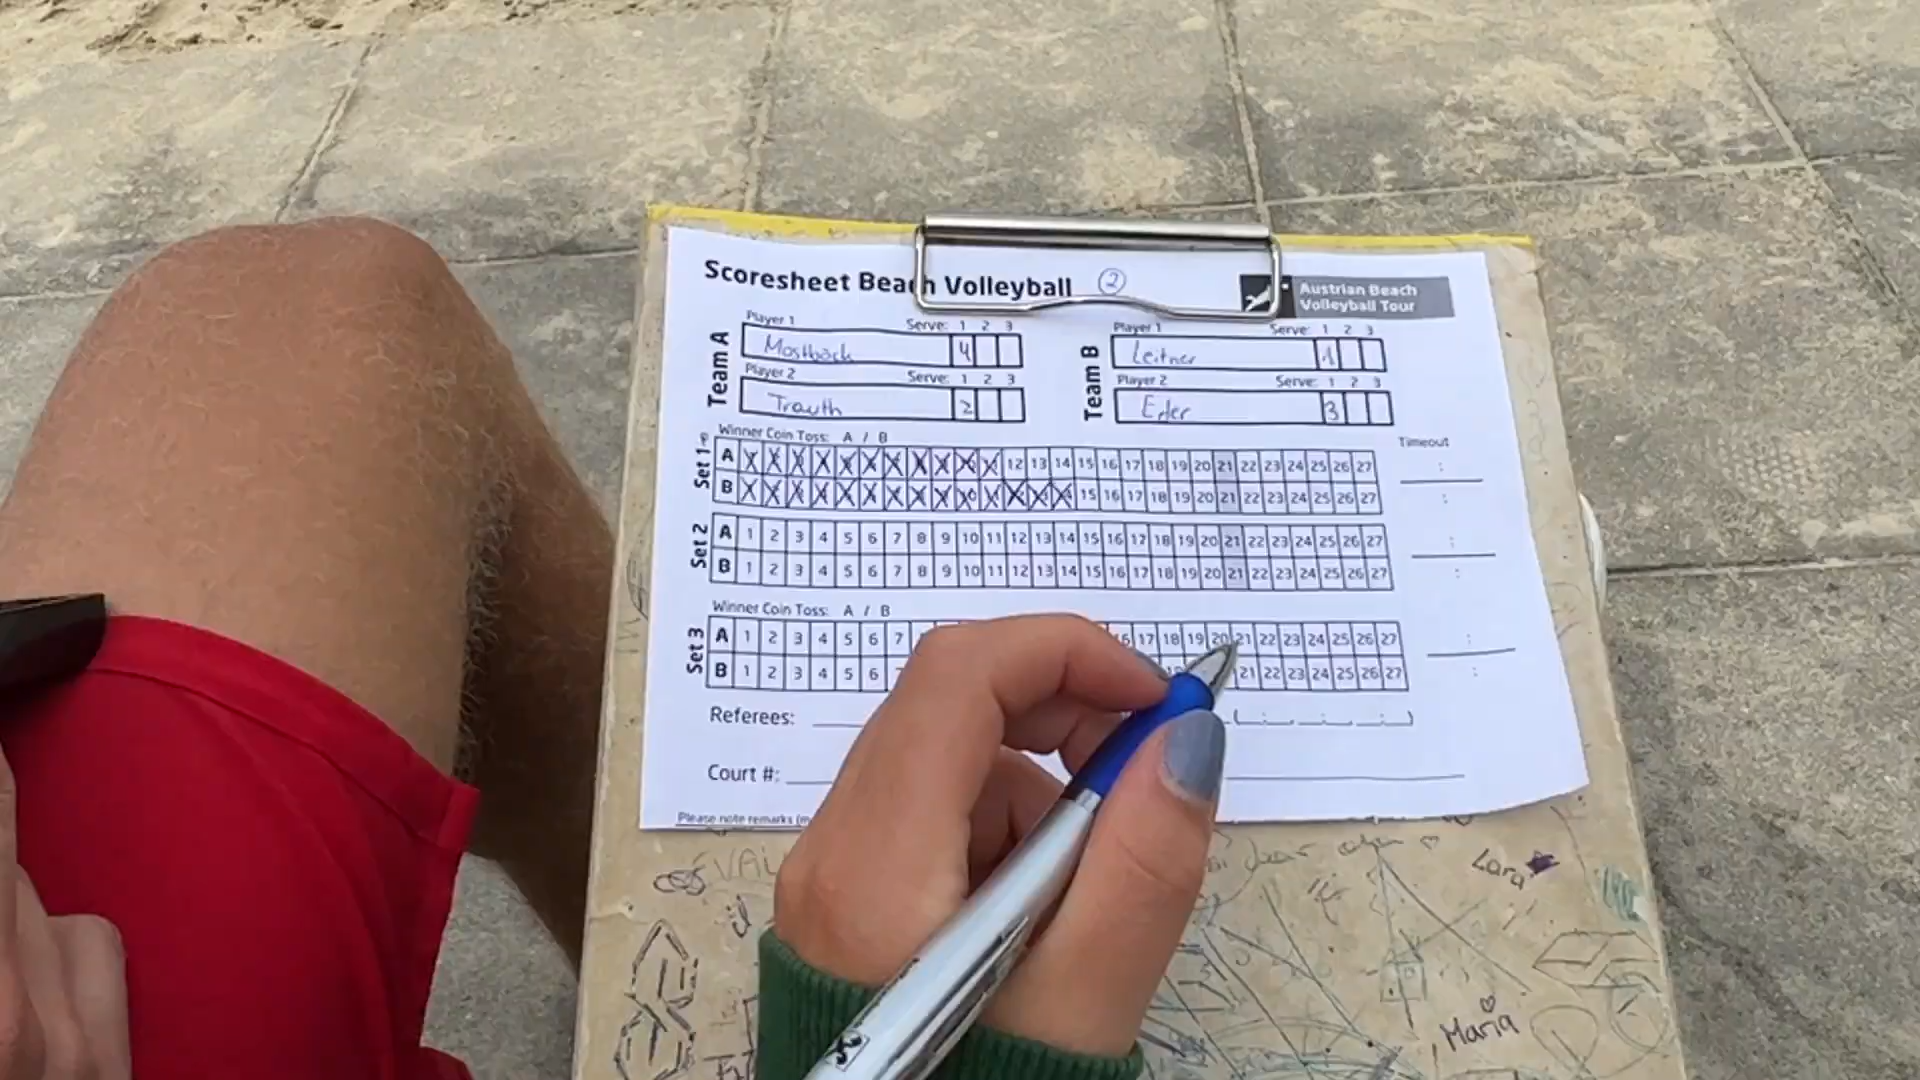 Scoresheet Beach Volleyball 2
Austrian Beach
Volleyball Tour
Team A
Player 1 Serve: 1 2 3
Mostböck 4
Player 2 Serve: 1 2 3
Trauth 2
Team B
Player 1 Serve: 1 2 3
Leitner 1
Player 2 Serve: 1 2 3
Eder 3
Winner Coin Toss: A / B
Timeout
Set 1
A X X X X X X X X X X X 12 13 14 15 16 17 18 19 20 21 22 23 24 25 26 27 :
B X X X X X X X X X X X X X X 15 16 17 18 19 20 21 22 23 24 25 26 27 :
Set 2
A 1 2 3 4 5 6 7 8 9 10 11 12 13 14 15 16 17 18 19 20 21 22 23 24 25 26 27 :
B 1 2 3 4 5 6 7 8 9 10 11 12 13 14 15 16 17 18 19 20 21 22 23 24 25 26 27 :
Winner Coin Toss: A / B
Set 3
A 1 2 3 4 5 6 7 17 18 19 20 21 22 23 24 25 26 27 :
B 1 2 3 4 5 6 21 22 23 24 25 26 27 :
Referees: (__:__, __:__, __:__)
Court #:
Please note remarks
Lara
Maria